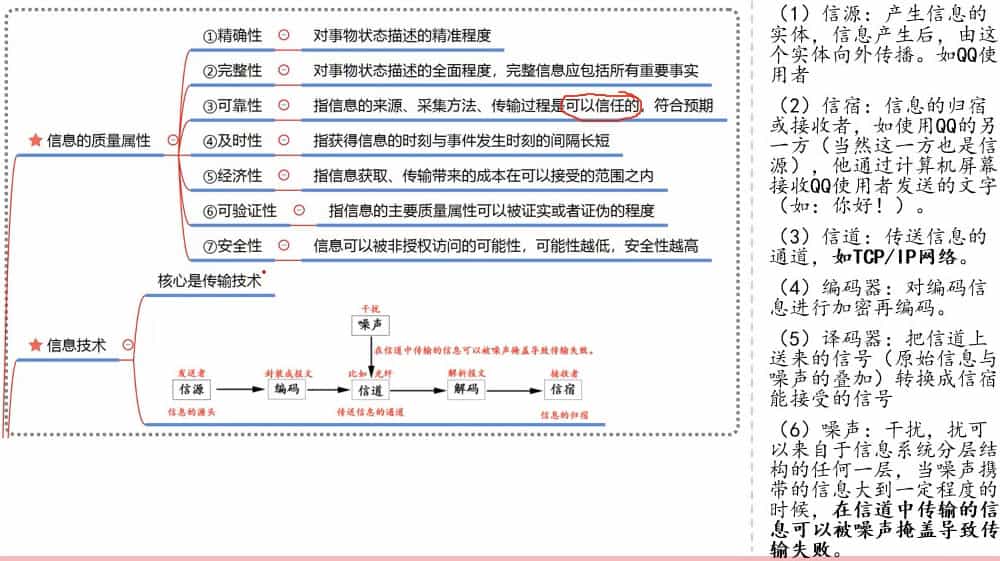 ①精确性 对事物状态描述的精准程度
②完整性 对事物状态描述的全面程度，完整信息应包括所有重要事实
③可靠性 指信息的来源、采集方法、传输过程是可以信任的，符合预期
信息的质量属性
④及时性 指获得信息的时刻与事件发生时刻的间隔长短
⑤经济性 指信息获取、传输带来的成本在可以接受的范围之内
⑥可验证性 指信息的主要质量属性可以被证实或者证伪的程度
⑦安全性 信息可以被非授权访问的可能性，可能性越低，安全性越高
核心是传输技术
信息技术
干扰
噪声
在信道中传输的信息可以被噪声掩盖导致传输失败。
发送者 封装成报文 比如：光纤 解析报文 接收者
信源 编码 信道 解码 信宿
信息的源头 传送信息的通道 信息的归宿
（1）信源：产生信息的
实体，信息产生后，由这
个实体向外传播。如QQ使
用者
（2）信宿：信息的归宿
或接收者，如使用QQ的另
一方（当然这一方也是信
源），他通过计算机屏幕
接收QQ使用者发送的文字
（如：你好！）。
（3）信道：传送信息的
通道，如TCP/IP网络。
（4）编码器：对编码信
息进行加密再编码。
（5）译码器：把信道上
送来的信号（原始信息与
噪声的叠加）转换成信宿
能接受的信号
（6）噪声：干扰，扰可
以来自于信息系统分层结
构的任何一层，当噪声携
带的信息大到一定程度的
时候，在信道中传输的信
息可以被噪声掩盖导致传
输失败。